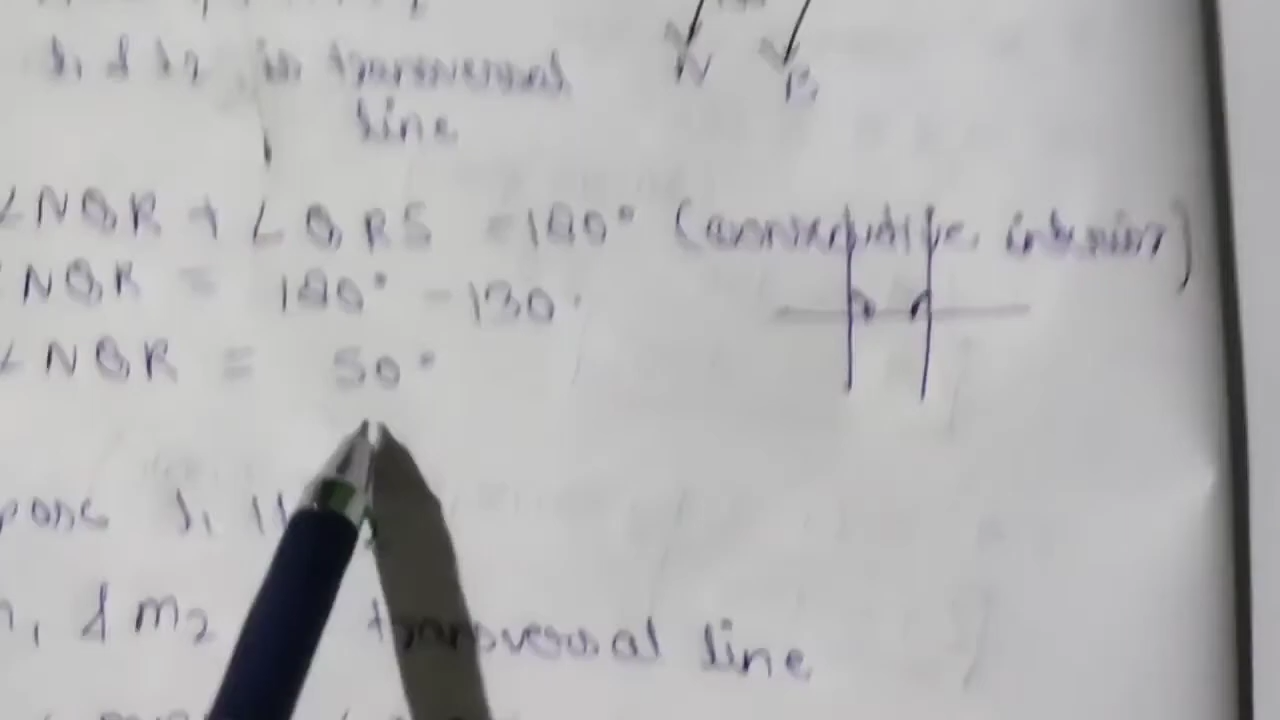 l1 & l2 is transversal
line
N
B
∠NQR + ∠QRS = 180° (consecutive interior)
∠NQR = 180° - 130°
∠NQR = 50°
l1 ||
m1 & m2 transversal line